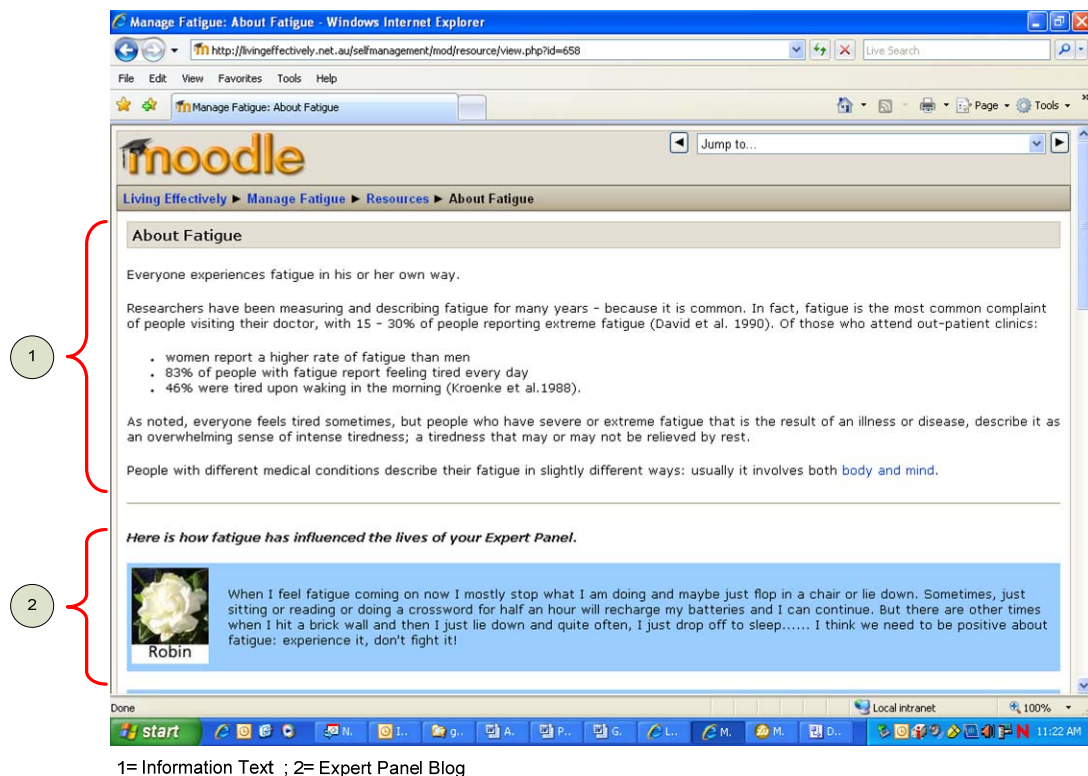 Manage Fatigue: About Fatigue - Windows Internet Explorer
http://livingeffectively.net.au/selfmanagement/mod/resource/view.php?id=658
Live Search
File Edit View Favorites Tools Help
Manage Fatigue: About Fatigue
Page
Tools
moodle
Jump to...
Living Effectively ► Manage Fatigue ► Resources ► About Fatigue
About Fatigue
Everyone experiences fatigue in his or her own way.
Researchers have been measuring and describing fatigue for many years - because it is common. In fact, fatigue is the most common complaint
of people visiting their doctor, with 15 - 30% of people reporting extreme fatigue (David et al. 1990). Of those who attend out-patient clinics:
• women report a higher rate of fatigue than men
• 83% of people with fatigue report feeling tired every day
1
• 46% were tired upon waking in the morning (Kroenke et al.1988).
As noted, everyone feels tired sometimes, but people who have severe or extreme fatigue that is the result of an illness or disease, describe it as
an overwhelming sense of intense tiredness; a tiredness that may or may not be relieved by rest.
People with different medical conditions describe their fatigue in slightly different ways: usually it involves both body and mind.
Here is how fatigue has influenced the lives of your Expert Panel.
2
When I feel fatigue coming on now I mostly stop what I am doing and maybe just flop in a chair or lie down. Sometimes, just
sitting or reading or doing a crossword for half an hour will recharge my batteries and I can continue. But there are other times
when I hit a brick wall and then I just lie down and quite often, I just drop off to sleep...... I think we need to be positive about
fatigue: experience it, don't fight it!
Robin
Done
Local intranet
100%
start
N.
I..
g..
A.
P..
G.
L..
M.
M.
D..
11:22 AM
1= Information Text ; 2= Expert Panel Blog